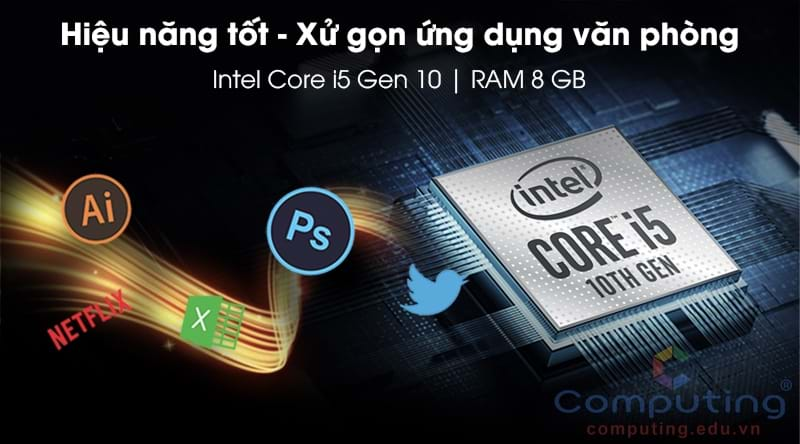 Hiệu năng tốt - Xử gọn ứng dụng văn phòng
Intel Core i5 Gen 10 | RAM 8 GB
Ai
Ps
NETFLIX
X
intel
CORE™ i5
10TH GEN
Computing®
computing.edu.vn